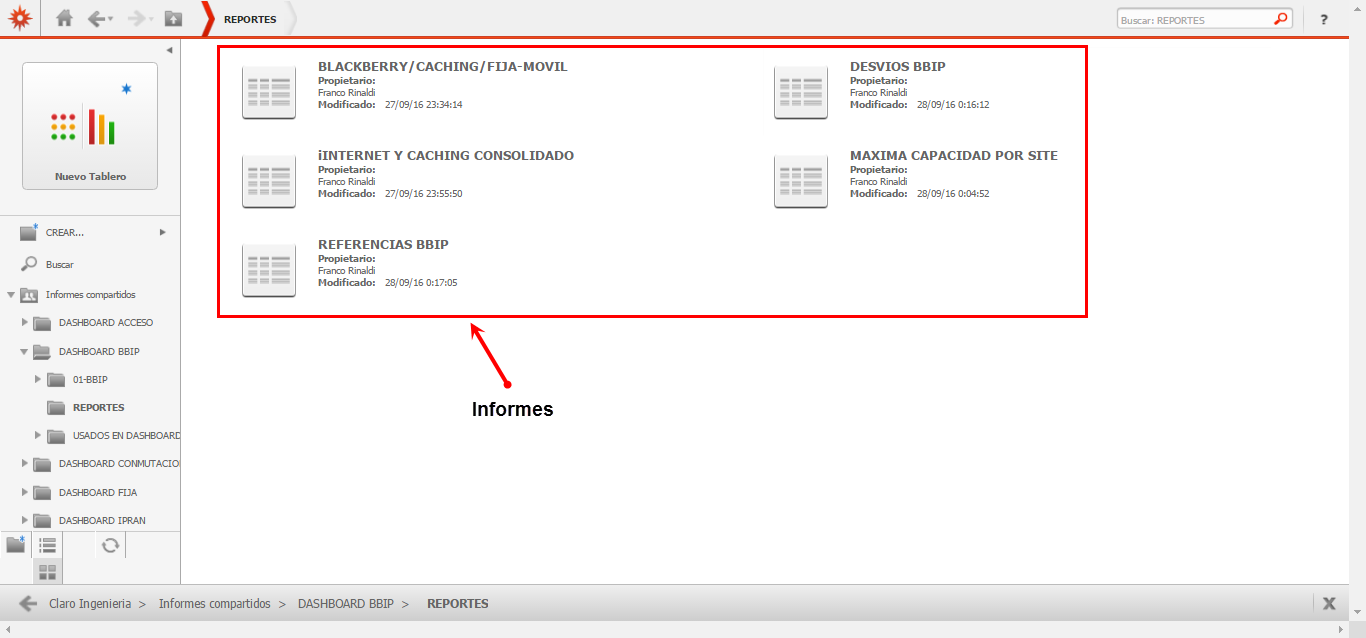 REPORTES
Buscar: REPORTES
?
Nuevo Tablero
CREAR...
Buscar
Informes compartidos
DASHBOARD ACCESO
DASHBOARD BBIP
01-BBIP
REPORTES
USADOS EN DASHBOARD
DASHBOARD CONMUTACIO
DASHBOARD FIJA
DASHBOARD IPRAN
BLACKBERRY/CACHING/FIJA-MOVIL
Propietario:
Franco Rinaldi
Modificado: 27/09/16 23:34:14
DESVIOS BBIP
Propietario:
Franco Rinaldi
Modificado: 28/09/16 0:16:12
iINTERNET Y CACHING CONSOLIDADO
Propietario:
Franco Rinaldi
Modificado: 27/09/16 23:55:50
MAXIMA CAPACIDAD POR SITE
Propietario:
Franco Rinaldi
Modificado: 28/09/16 0:04:52
REFERENCIAS BBIP
Propietario:
Franco Rinaldi
Modificado: 28/09/16 0:17:05
Informes
Claro Ingenieria > Informes compartidos > DASHBOARD BBIP > REPORTES